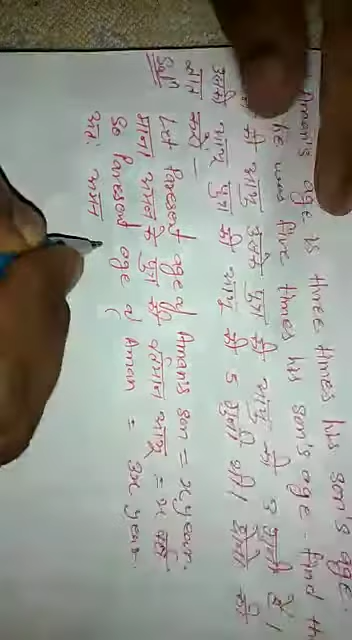 Aman's age is three times his son's age.
he was five times his son's age. find th
की आयु उसके पुत्र की आयु की 3 गुनी है।
उसकी आयु पुत्र की आयु की 5 गुनी थी। दोनों की
ज्ञात करो —
Solⁿ Let Present age of Aman's son = x year.
माना अमन के पुत्र की वर्तमान आयु = x वर्ष
So Present age of Aman = 3x year.
अतः अमन